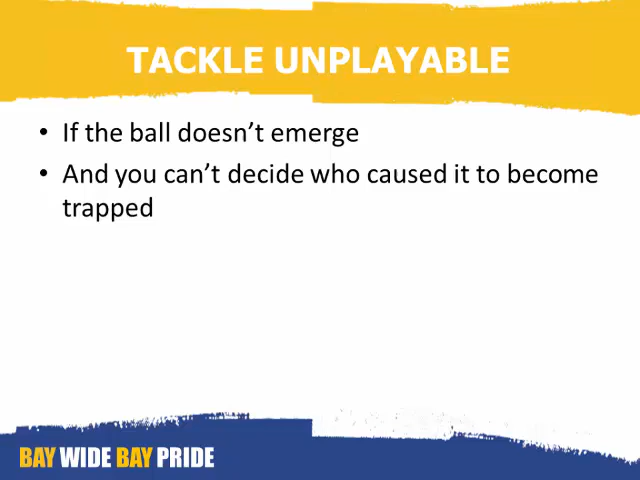 TACKLE UNPLAYABLE
• If the ball doesn't emerge
• And you can't decide who caused it to become
trapped
BAY WIDE BAY PRIDE